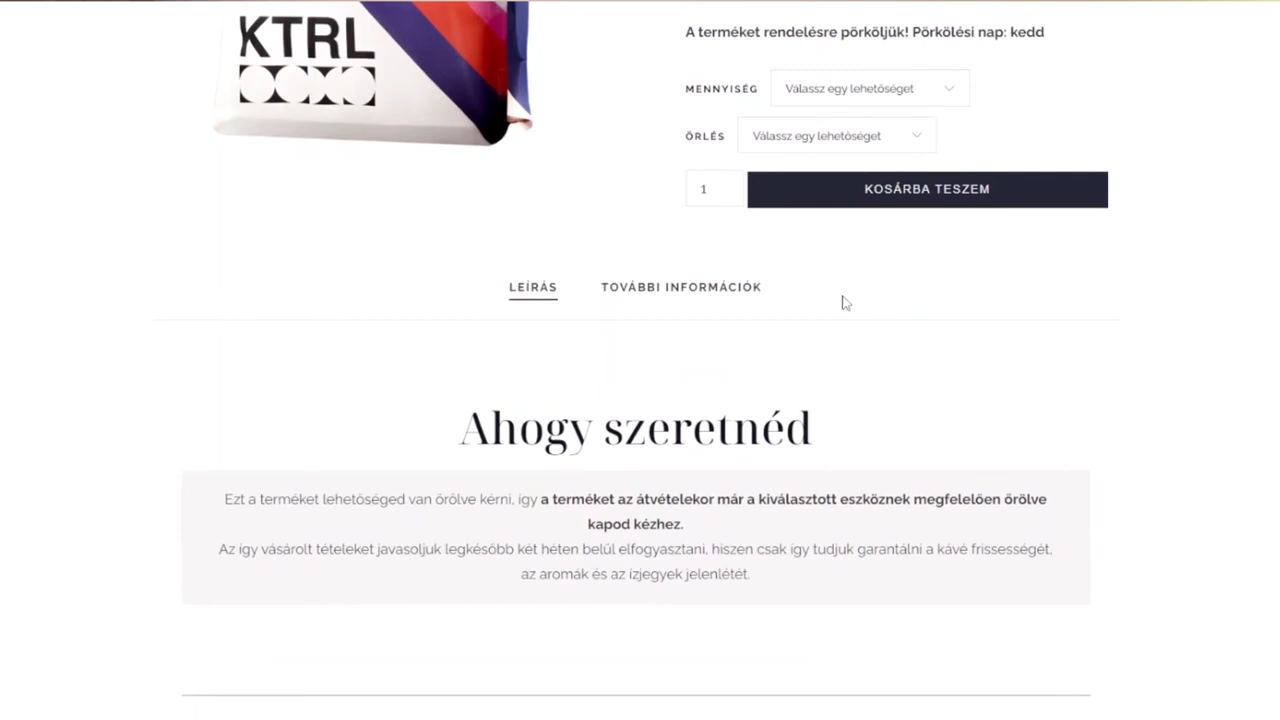 KTRL
A terméket rendelésre pörköljük! Pörkölési nap: kedd
MENNYISÉG Válassz egy lehetőséget
ŐRLÉS Válassz egy lehetőséget
1 KOSÁRBA TESZEM
LEÍRÁS TOVÁBBI INFORMÁCIÓK
Ahogy szeretnéd
Ezt a terméket lehetőséged van őrölve kérni, így a terméket az átvételekor már a kiválasztott eszköznek megfelelően őrölve
kapod kézhez.
Az így vásárolt tételeket javasoljuk legkésőbb két héten belül elfogyasztani, hiszen csak így tudjuk garantálni a kávé frissességét,
az aromák és az ízjegyek jelenlétét.